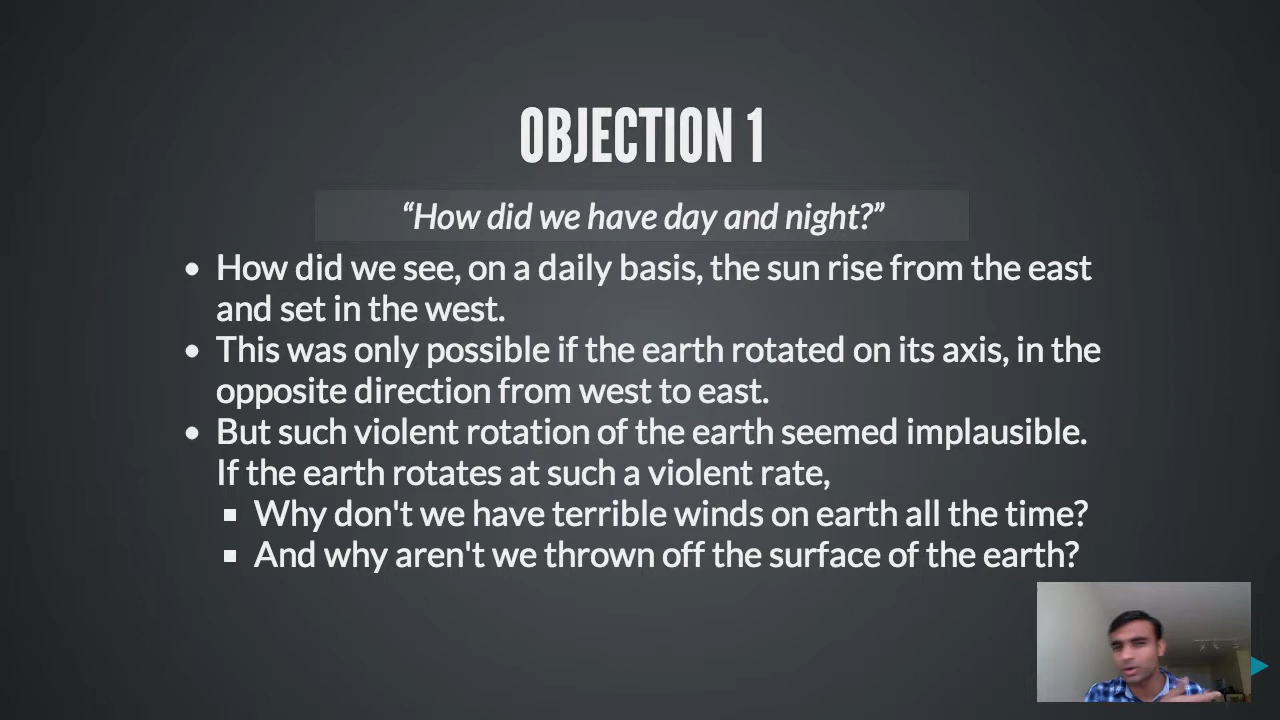 OBJECTION 1
“How did we have day and night?”
• How did we see, on a daily basis, the sun rise from the east
and set in the west.
• This was only possible if the earth rotated on its axis, in the
opposite direction from west to east.
• But such violent rotation of the earth seemed implausible.
If the earth rotates at such a violent rate,
▪ Why don't we have terrible winds on earth all the time?
▪ And why aren't we thrown off the surface of the earth?